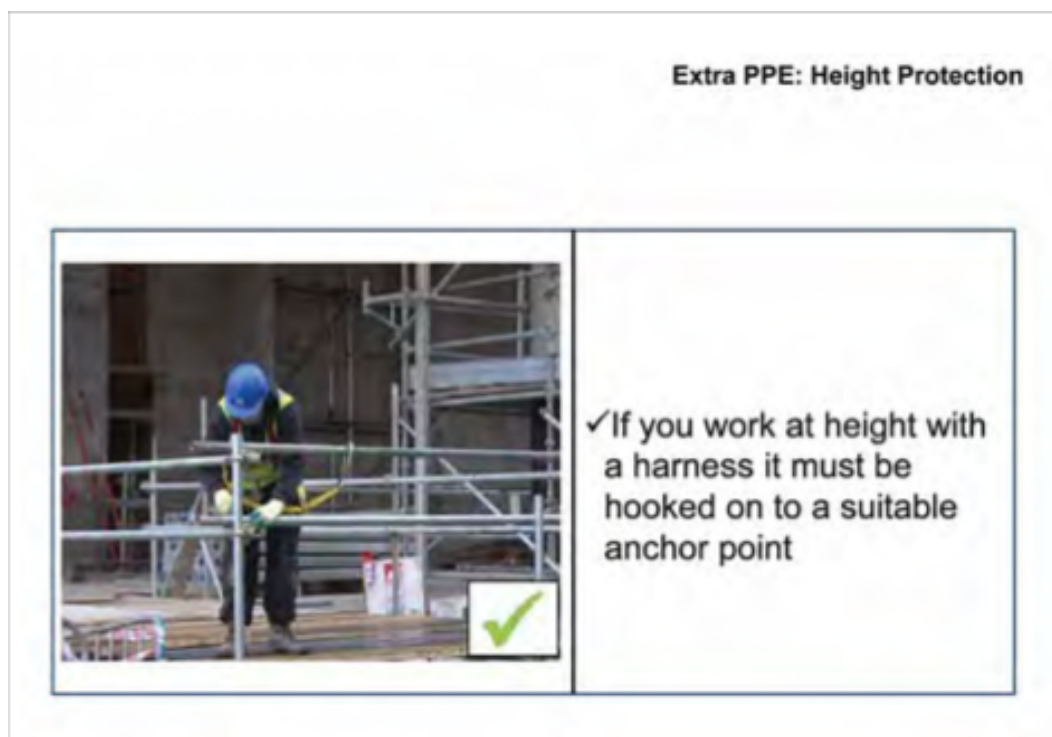 Extra PPE: Height Protection
✓If you work at height with
a harness it must be
hooked on to a suitable
anchor point